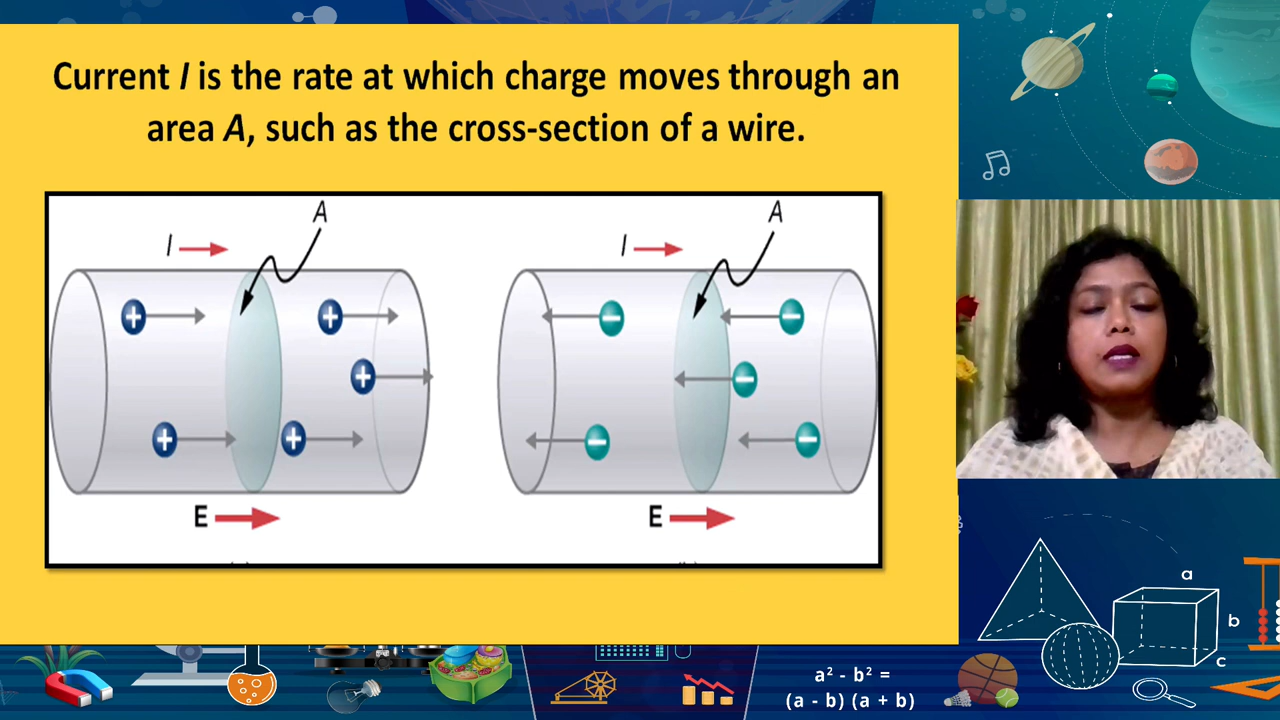 Current I is the rate at which charge moves through an
area A, such as the cross-section of a wire.
A
A
I
I
E
E
a
b
c
a² - b² =
(a - b) (a + b)